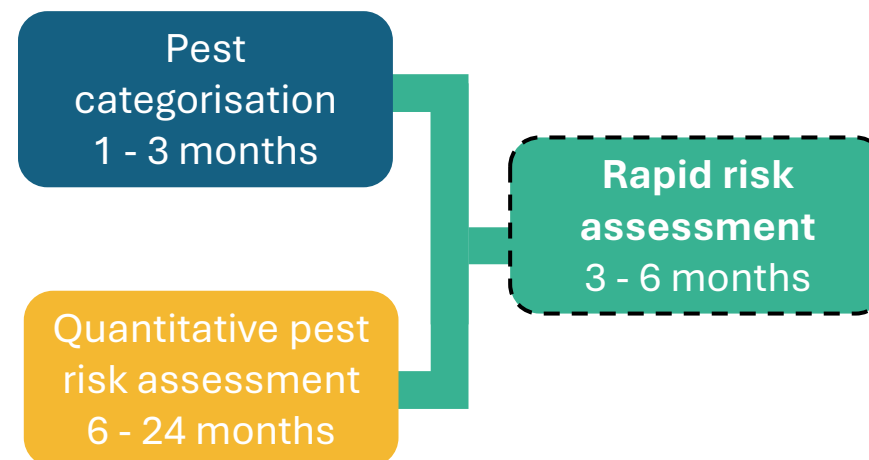 Pest
categorisation
1 - 3 months
Rapid risk
assessment
3 - 6 months
Quantitative pest
risk assessment
6 - 24 months